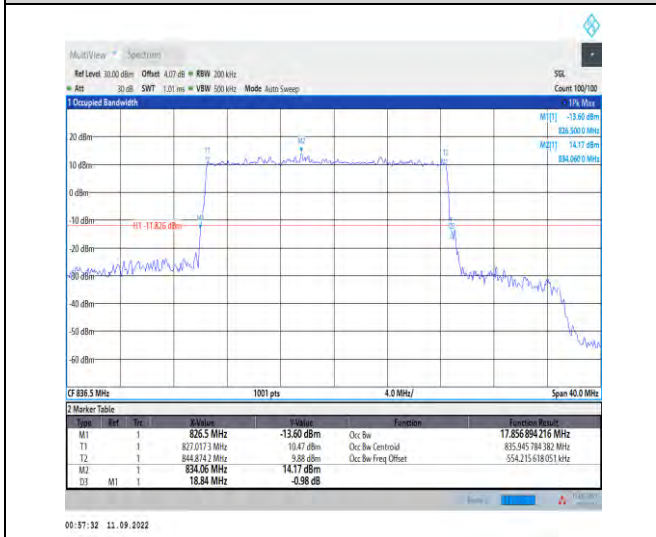 MultiView Spectrum
Ref Level 30.00 dBm Offset 4.07 dB RBW 200 kHz SGL
Att 30 dB SWT 1.01 ms VBW 500 kHz Mode Auto Sweep Count 100/100
1 Occupied Bandwidth 1Pk Max
M1[1] -13.60 dBm
826.5000 MHz
M2[1] 14.17 dBm
834.0600 MHz
20 dBm
M2
T1
T2
10 dBm
0 dBm
-10 dBm
M1
H1 -11.826 dBm
-20 dBm
-30 dBm
-40 dBm
-50 dBm
-60 dBm
CF 836.5 MHz 1001 pts 4.0 MHz/ Span 40.0 MHz
2 Marker Table
Type Ref Trc X-Value Y-Value Function Function Result
M1 1 826.5 MHz -13.60 dBm Occ Bw 17.856 894 216 MHz
T1 1 827.0173 MHz 10.47 dBm Occ Bw Centroid 835.945 784 382 MHz
T2 1 844.8742 MHz 9.88 dBm Occ Bw Freq Offset -554.215 618 051 kHz
M2 1 834.06 MHz 14.17 dBm
D3 M1 1 18.84 MHz -0.98 dB
00:57:32 11.09.2022